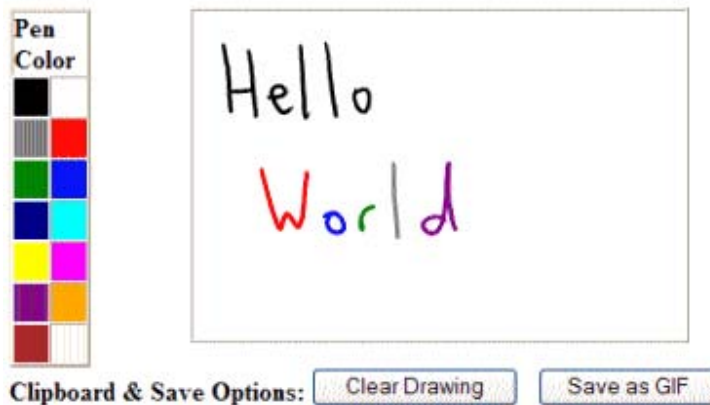 Pen
Color
Hello
World
Clipboard & Save Options: Clear Drawing Save as GIF